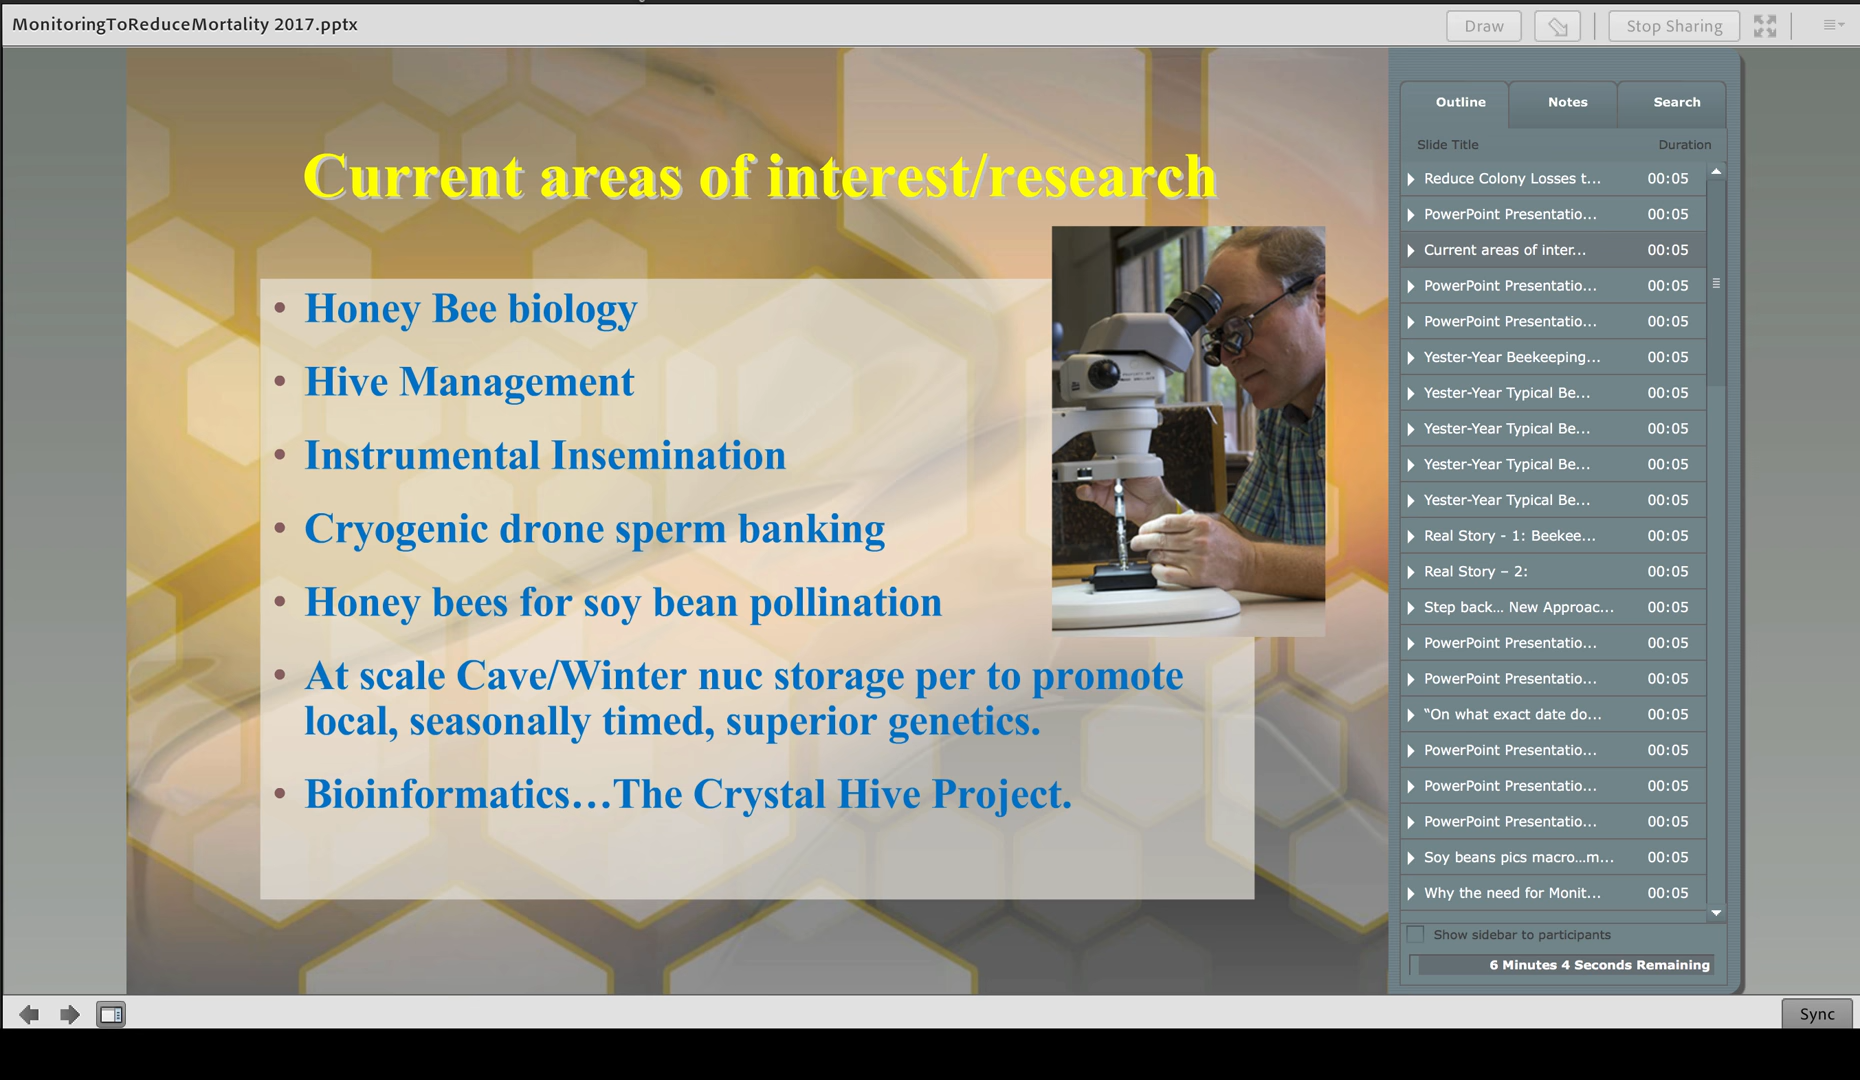 MonitoringToReduceMortality 2017.pptx
Draw
Stop Sharing
Current areas of interest/research
• Honey Bee biology
• Hive Management
• Instrumental Insemination
• Cryogenic drone sperm banking
• Honey bees for soy bean pollination
• At scale Cave/Winter nuc storage per to promote
local, seasonally timed, superior genetics.
• Bioinformatics…The Crystal Hive Project.
Outline Notes Search
Slide Title Duration
Reduce Colony Losses t... 00:05
PowerPoint Presentatio... 00:05
Current areas of inter... 00:05
PowerPoint Presentatio... 00:05
PowerPoint Presentatio... 00:05
Yester-Year Beekeeping... 00:05
Yester-Year Typical Be... 00:05
Yester-Year Typical Be... 00:05
Yester-Year Typical Be... 00:05
Yester-Year Typical Be... 00:05
Real Story - 1: Beekee... 00:05
Real Story – 2: 00:05
Step back… New Approac... 00:05
PowerPoint Presentatio... 00:05
PowerPoint Presentatio... 00:05
“On what exact date do... 00:05
PowerPoint Presentatio... 00:05
PowerPoint Presentatio... 00:05
PowerPoint Presentatio... 00:05
Soy beans pics macro…m... 00:05
Why the need for Monit... 00:05
Show sidebar to participants
6 Minutes 4 Seconds Remaining
Sync